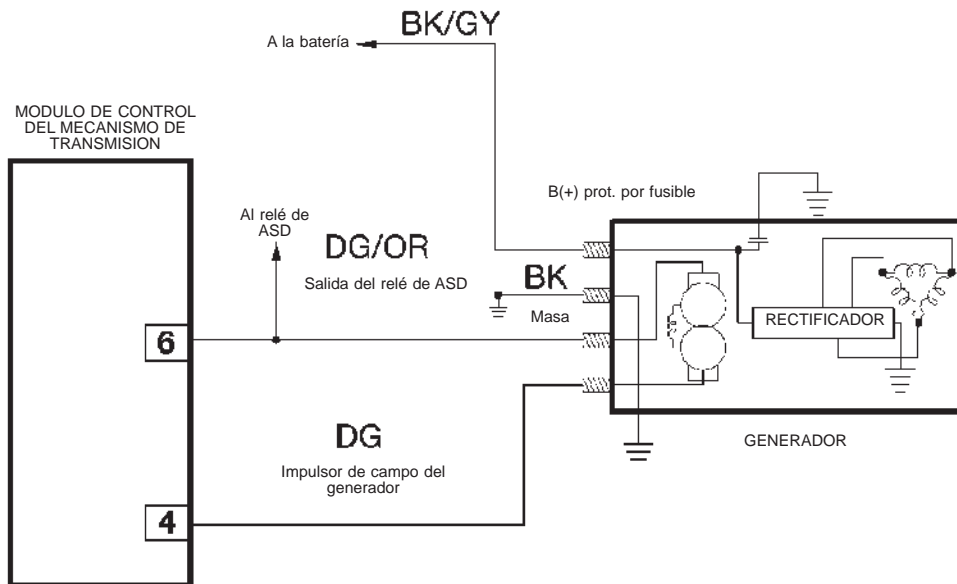 BK/GY
A la batería
MODULO DE CONTROL
DEL MECANISMO DE
TRANSMISION
B(+) prot. por fusible
Al relé de
ASD
DG/OR
Salida del relé de ASD
BK
Masa
RECTIFICADOR
6
GENERADOR
DG
Impulsor de campo del
generador
4